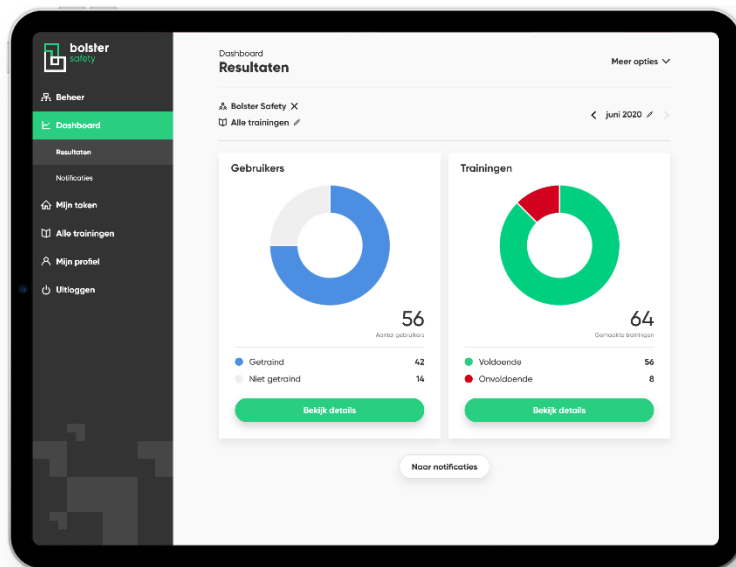 bolster
safety
Beheer
Dashboard
Resultaten
Notificaties
Mijn taken
Alle trainingen
Mijn profiel
Uitloggen
Dashboard
Resultaten
Meer opties
Bolster Safety
Alle trainingen
juni 2020
Gebruikers
56
Aantal gebruikers
Getraind 42
Niet getraind 14
Bekijk details
Trainingen
64
Gemaakte trainingen
Voldoende 56
Onvoldoende 8
Bekijk details
Naar notificaties